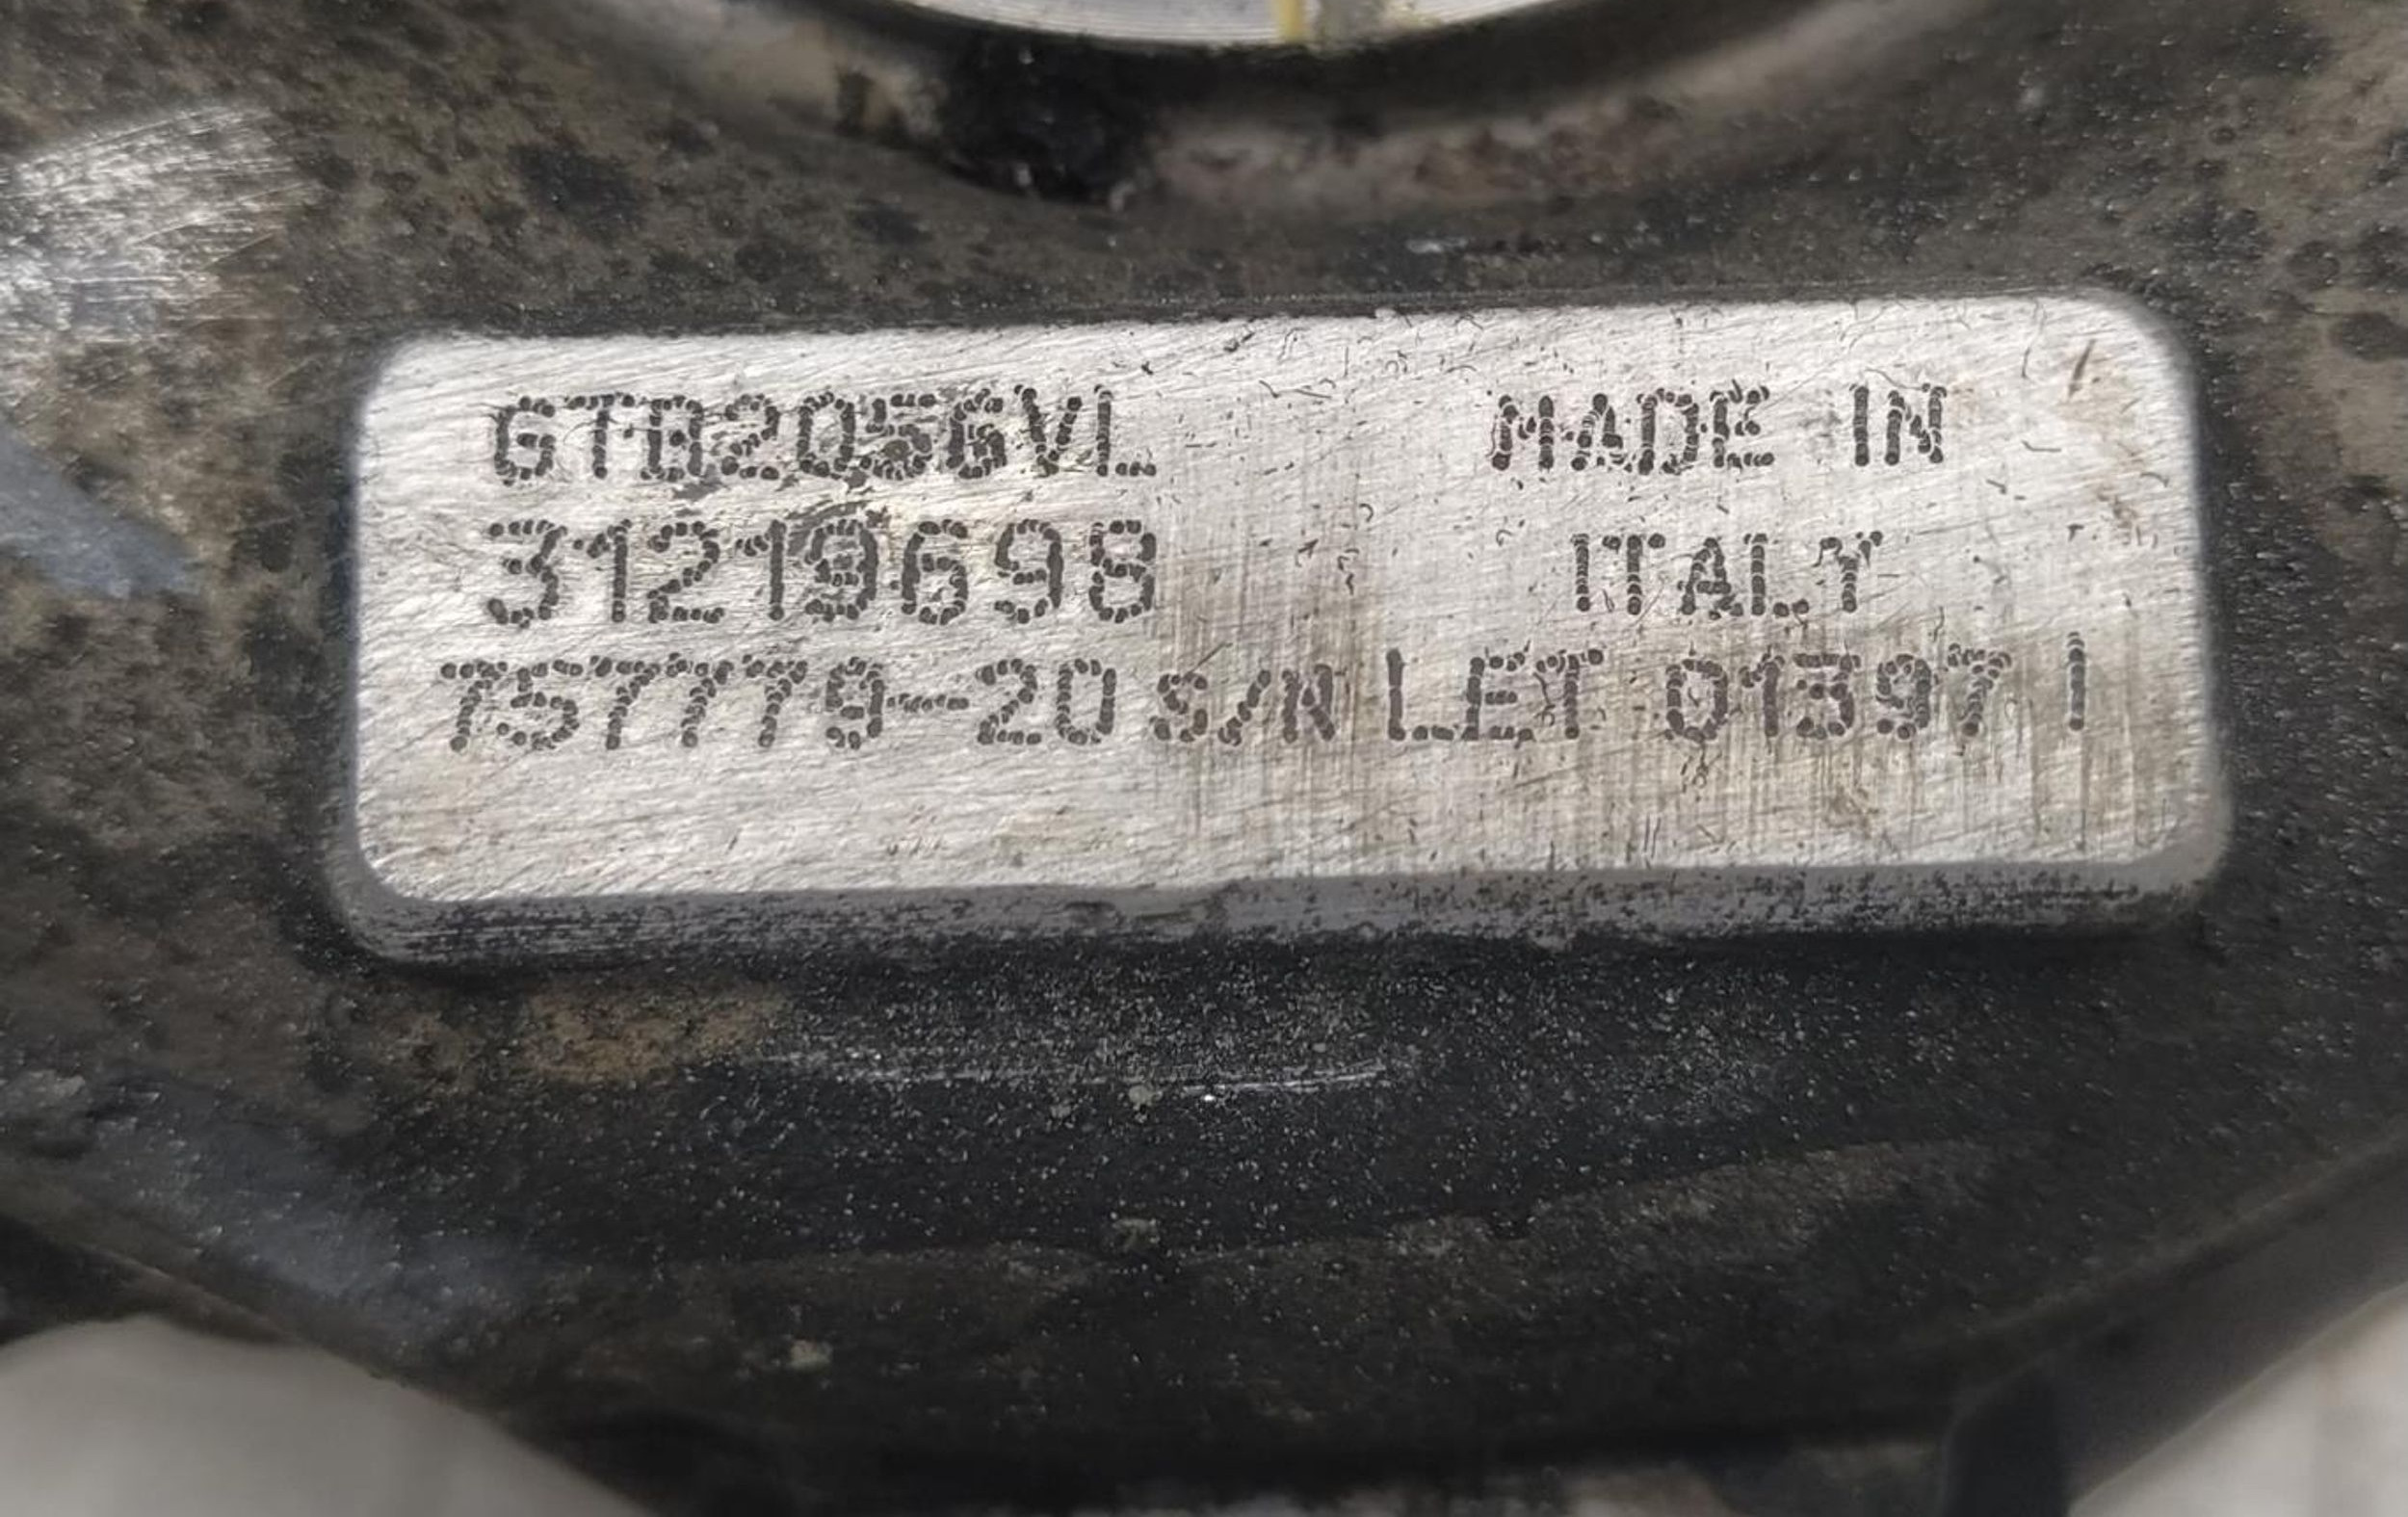 GTB2056VL MADE IN
31219698 ITALY
757779-20 S/N LET 01397 |